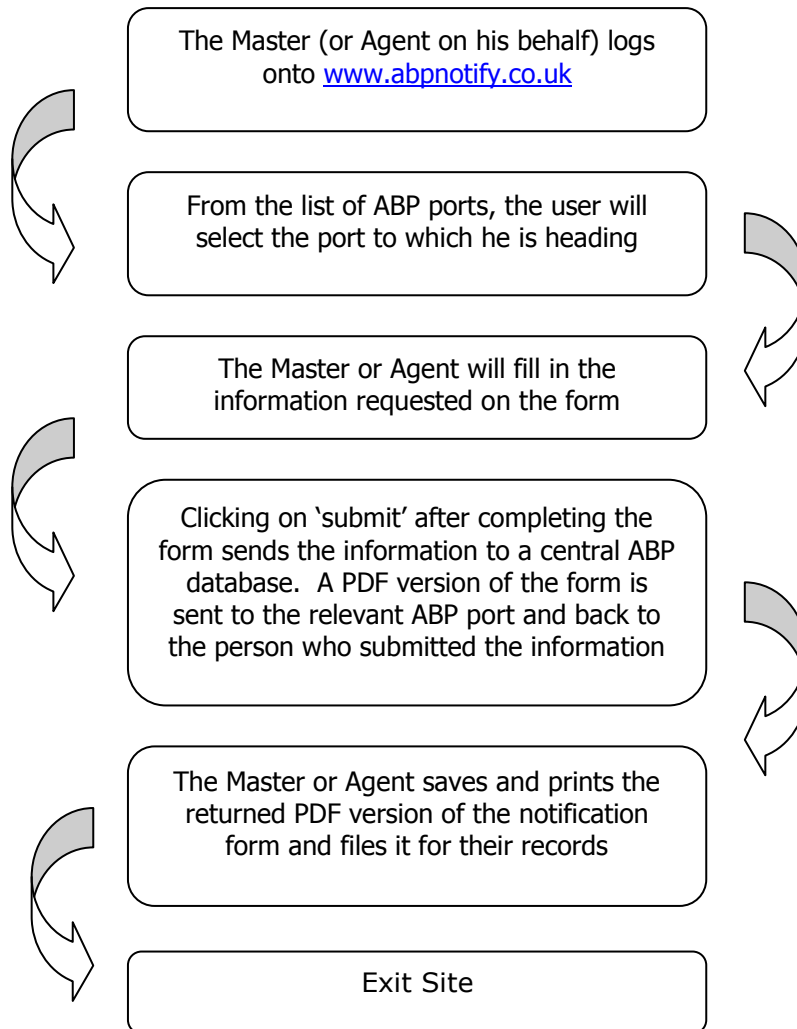 The Master (or Agent on his behalf) logs
onto www.abpnotify.co.uk
From the list of ABP ports, the user will
select the port to which he is heading
The Master or Agent will fill in the
information requested on the form
Clicking on ‘submit’ after completing the
form sends the information to a central ABP
database.  A PDF version of the form is
sent to the relevant ABP port and back to
the person who submitted the information
The Master or Agent saves and prints the
returned PDF version of the notification
form and files it for their records
Exit Site